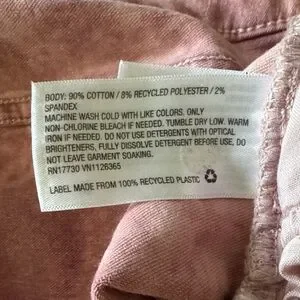 BODY: 90% COTTON / 8% RECYCLED POLYESTER / 2%
SPANDEX
MACHINE WASH COLD WITH LIKE COLORS. ONLY
NON-CHLORINE BLEACH IF NEEDED. TUMBLE DRY LOW. WARM
IRON IF NEEDED. DO NOT USE DETERGENTS WITH OPTICAL
BRIGHTENERS, FULLY DISSOLVE DETERGENT BEFORE USE, DO
NOT LEAVE GARMENT SOAKING.
RN17730 VN1126365
LABEL MADE FROM 100% RECYCLED PLASTIC